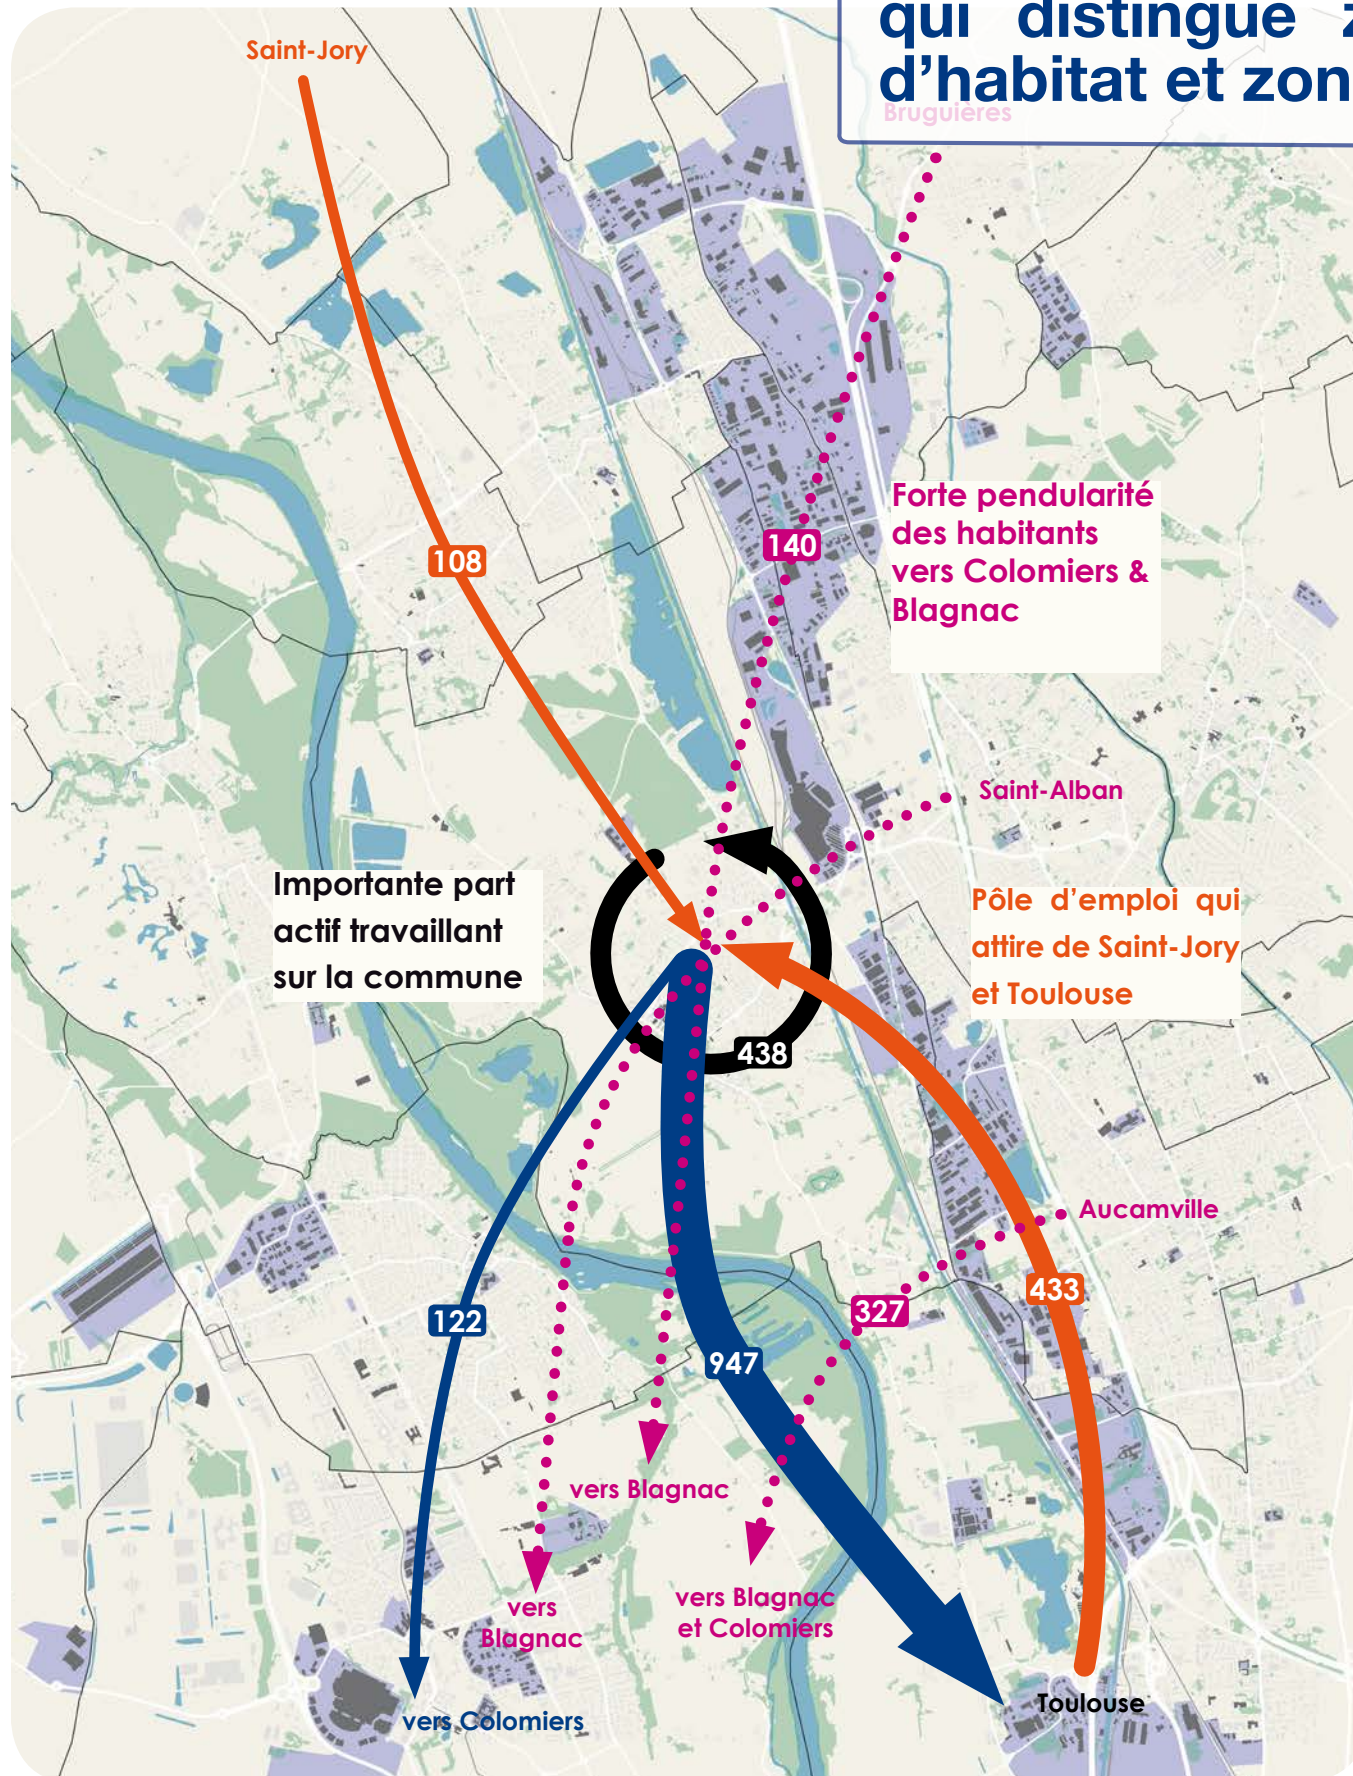 qui distingue
d'habitat et zon
Saint-Jory
Bruguières
Forte pendularité
des habitants
vers Colomiers &
Blagnac
140
108
Saint-Alban
Importante part
actif travaillant
sur la commune
Pôle d'emploi qui
attire de Saint-Jory
et Toulouse
438
Aucamville
433
327
122
947
vers Blagnac
vers
Blagnac
vers Blagnac
et Colomiers
Toulouse
vers Colomiers